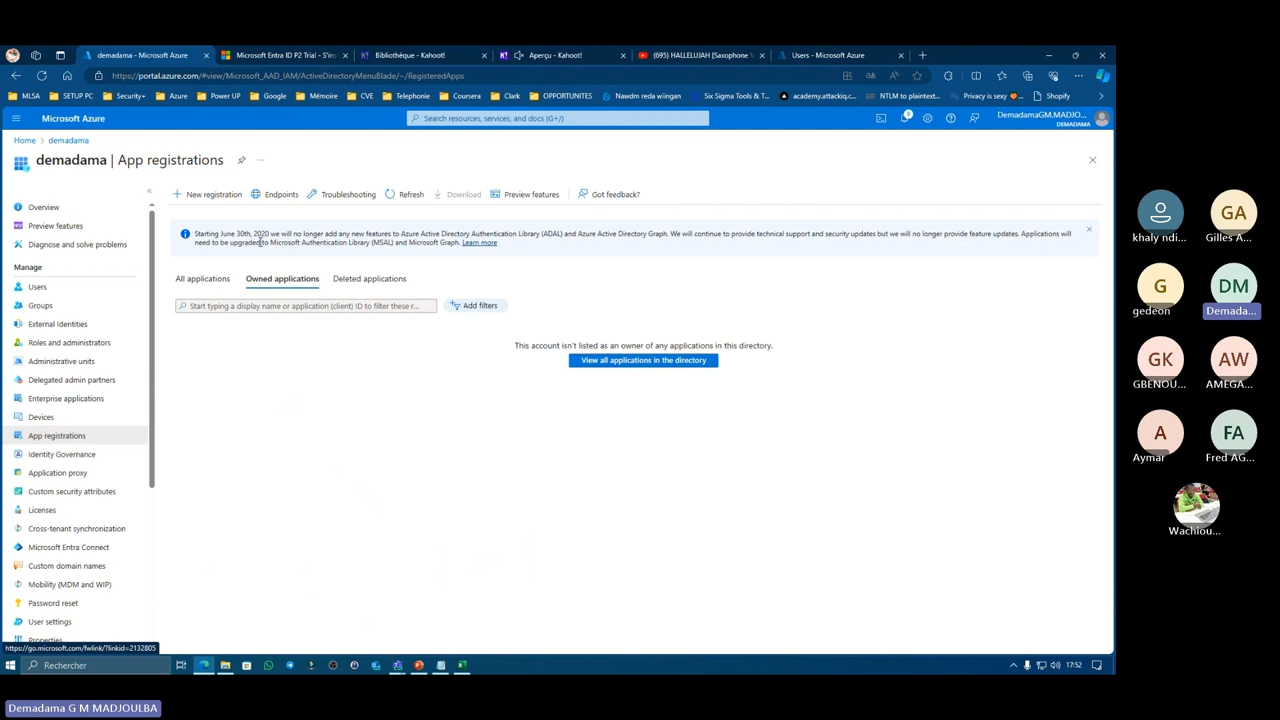 demadama - Microsoft Azure
Microsoft Entra ID P2 Trial - S'in
Bibliothèque - Kahoot!
Aperçu - Kahoot!
(695) HALLELUJAH [Saxophone V
Users - Microsoft Azure
https://portal.azure.com/#view/Microsoft_AAD_IAM/ActiveDirectoryMenuBlade/~/RegisteredApps
MLSA
SETUP PC
Security+
Azure
Power UP
Google
Mémoire
CVE
Telephonie
Coursera
Clark
OPPORTUNITES
Nawdm reda wiingan
Six Sigma Tools & T...
academy.attackiq.c...
NTLM to plaintext...
Privacy is sexy
Shopify
Microsoft Azure
Search resources, services, and docs (G+/)
DemadamaGM.MADJO...
DEMADAMA
Home > demadama >
demadama | App registrations
...
New registration
Endpoints
Troubleshooting
Refresh
Download
Preview features
Got feedback?
Overview
Preview features
Diagnose and solve problems
Manage
Users
Groups
External Identities
Roles and administrators
Administrative units
Delegated admin partners
Enterprise applications
Devices
App registrations
Identity Governance
Application proxy
Custom security attributes
Licenses
Cross-tenant synchronization
Microsoft Entra Connect
Custom domain names
Mobility (MDM and WIP)
Password reset
User settings
Properties
Starting June 30th, 2020 we will no longer add any new features to Azure Active Directory Authentication Library (ADAL) and Azure Active Directory Graph. We will continue to provide technical support and security updates but we will no longer provide feature updates. Applications will
need to be upgraded to Microsoft Authentication Library (MSAL) and Microsoft Graph. Learn more
All applications
Owned applications
Deleted applications
Start typing a display name or application (client) ID to filter these r...
Add filters
This account isn't listed as an owner of any applications in this directory.
View all applications in the directory
https://go.microsoft.com/fwlink/?linkid=2132805
Rechercher
17:52
khaly ndi...
GA
Gilles A...
G
gedeon
DM
Demada...
GK
GBENOU...
AW
AMEGA...
A
Aymar
FA
Fred AG...
Wachiou...
Demadama G M MADJOULBA